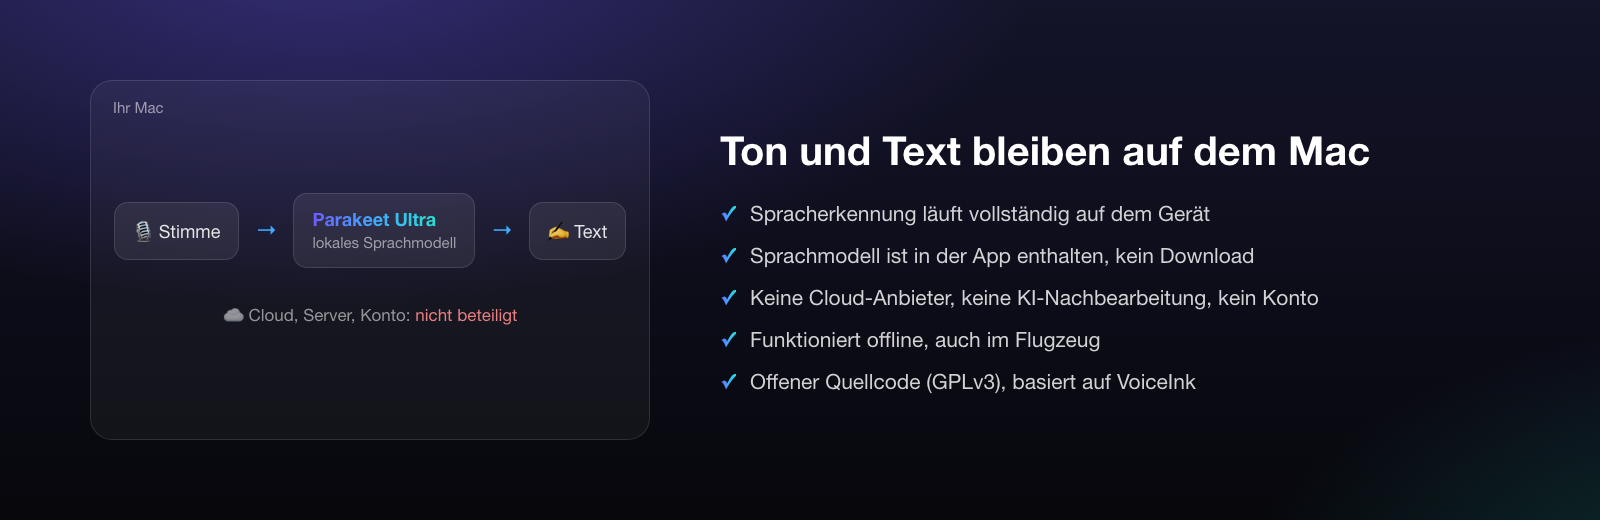 Ihr Mac
🎙 Stimme
→
Parakeet Ultra
lokales Sprachmodell
→
✍ Text
☁ Cloud, Server, Konto: nicht beteiligt
Ton und Text bleiben auf dem Mac
✓ Spracherkennung läuft vollständig auf dem Gerät
✓ Sprachmodell ist in der App enthalten, kein Download
✓ Keine Cloud-Anbieter, keine KI-Nachbearbeitung, kein Konto
✓ Funktioniert offline, auch im Flugzeug
✓ Offener Quellcode (GPLv3), basiert auf VoiceInk